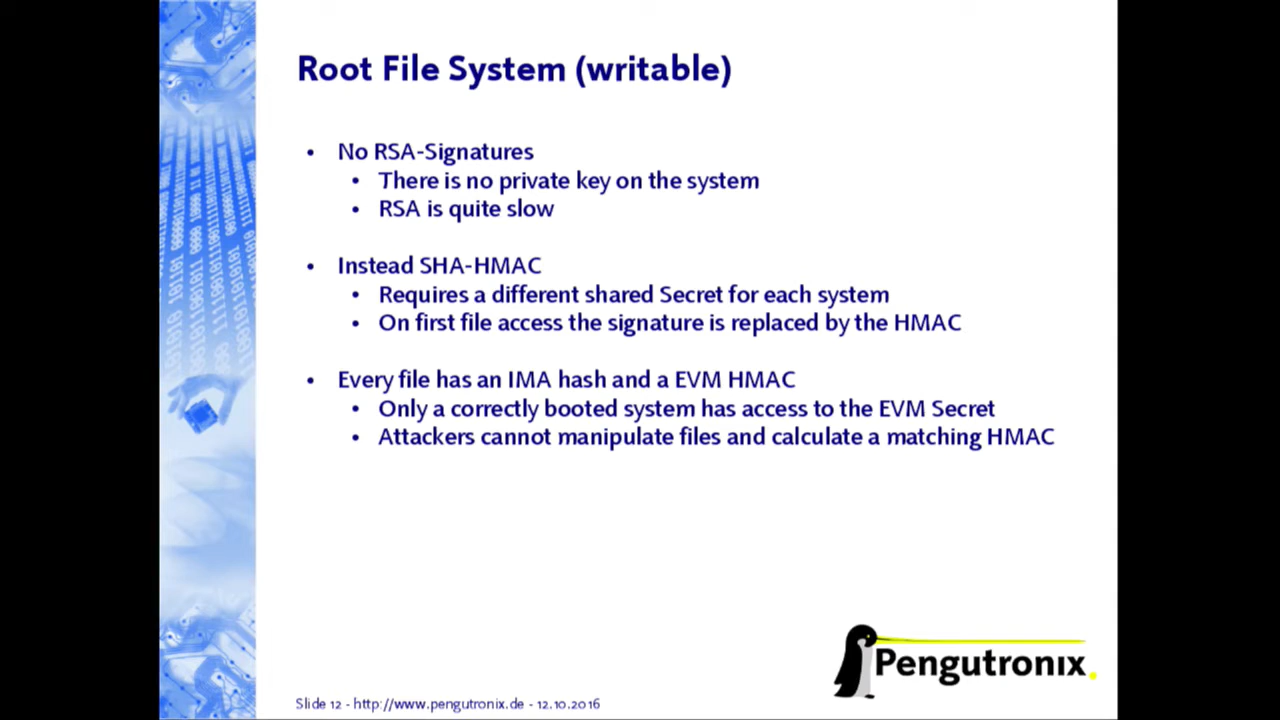 Root File System (writable)
• No RSA-Signatures
• There is no private key on the system
• RSA is quite slow
• Instead SHA-HMAC
• Requires a different shared Secret for each system
• On first file access the signature is replaced by the HMAC
• Every file has an IMA hash and a EVM HMAC
• Only a correctly booted system has access to the EVM Secret
• Attackers cannot manipulate files and calculate a matching HMAC
Pengutronix
Slide 12 - http://www.pengutronix.de - 12.10.2016